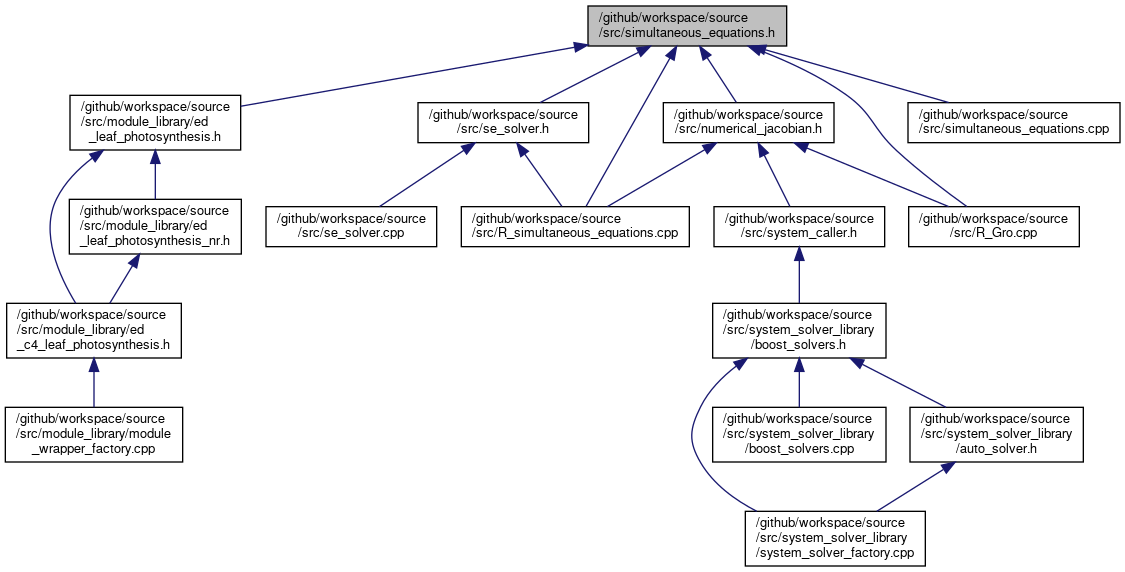 /github/workspace/source
/src/simultaneous_equations.h
/github/workspace/source
/src/module_library/ed
_leaf_photosynthesis.h
/github/workspace/source
/src/se_solver.h
/github/workspace/source
/src/numerical_jacobian.h
/github/workspace/source
/src/simultaneous_equations.cpp
/github/workspace/source
/src/module_library/ed
_leaf_photosynthesis_nr.h
/github/workspace/source
/src/se_solver.cpp
/github/workspace/source
/src/R_simultaneous_equations.cpp
/github/workspace/source
/src/system_caller.h
/github/workspace/source
/src/R_Gro.cpp
/github/workspace/source
/src/module_library/ed
_c4_leaf_photosynthesis.h
/github/workspace/source
/src/system_solver_library
/boost_solvers.h
/github/workspace/source
/src/module_library/module
_wrapper_factory.cpp
/github/workspace/source
/src/system_solver_library
/boost_solvers.cpp
/github/workspace/source
/src/system_solver_library
/auto_solver.h
/github/workspace/source
/src/system_solver_library
/system_solver_factory.cpp